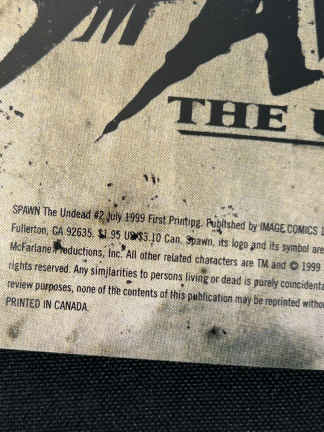 THE
SPAWN The Undead #2 July 1999 First Printing. Published by IMAGE COMICS
Fullerton, CA 92635. $1.95 US $3.10 Can. Spawn, its logo and its symbol are
McFarlane Productions, Inc. All other related characters are TM and © 1999
rights reserved. Any similarities to persons living or dead is purely
review purposes, none of the contents of this publication may be reprinted without
PRINTED IN CANADA.